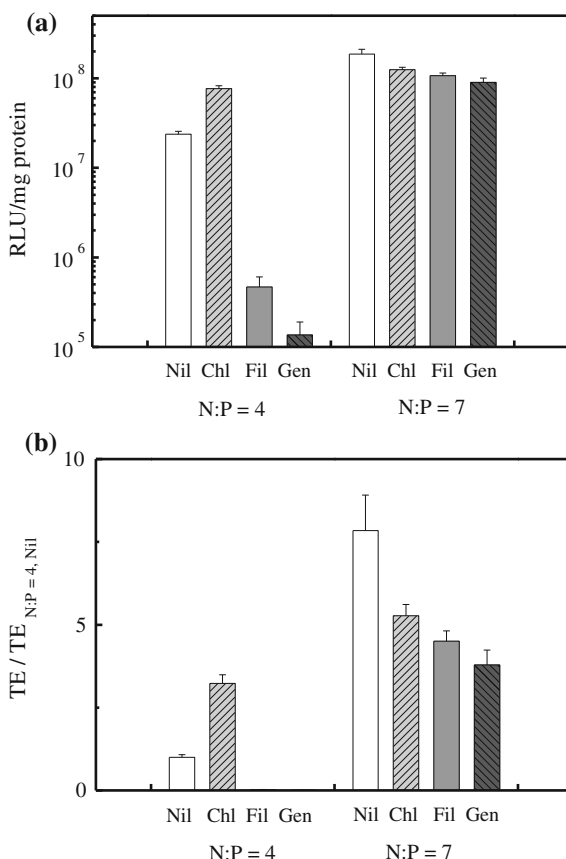 (a)
RLU/mg protein
10^8
10^7
10^6
10^5
Nil Chl Fil Gen Nil Chl Fil Gen
N:P = 4 N:P = 7
(b)
TE / TE N:P = 4, Nil
10
5
0
Nil Chl Fil Gen Nil Chl Fil Gen
N:P = 4 N:P = 7